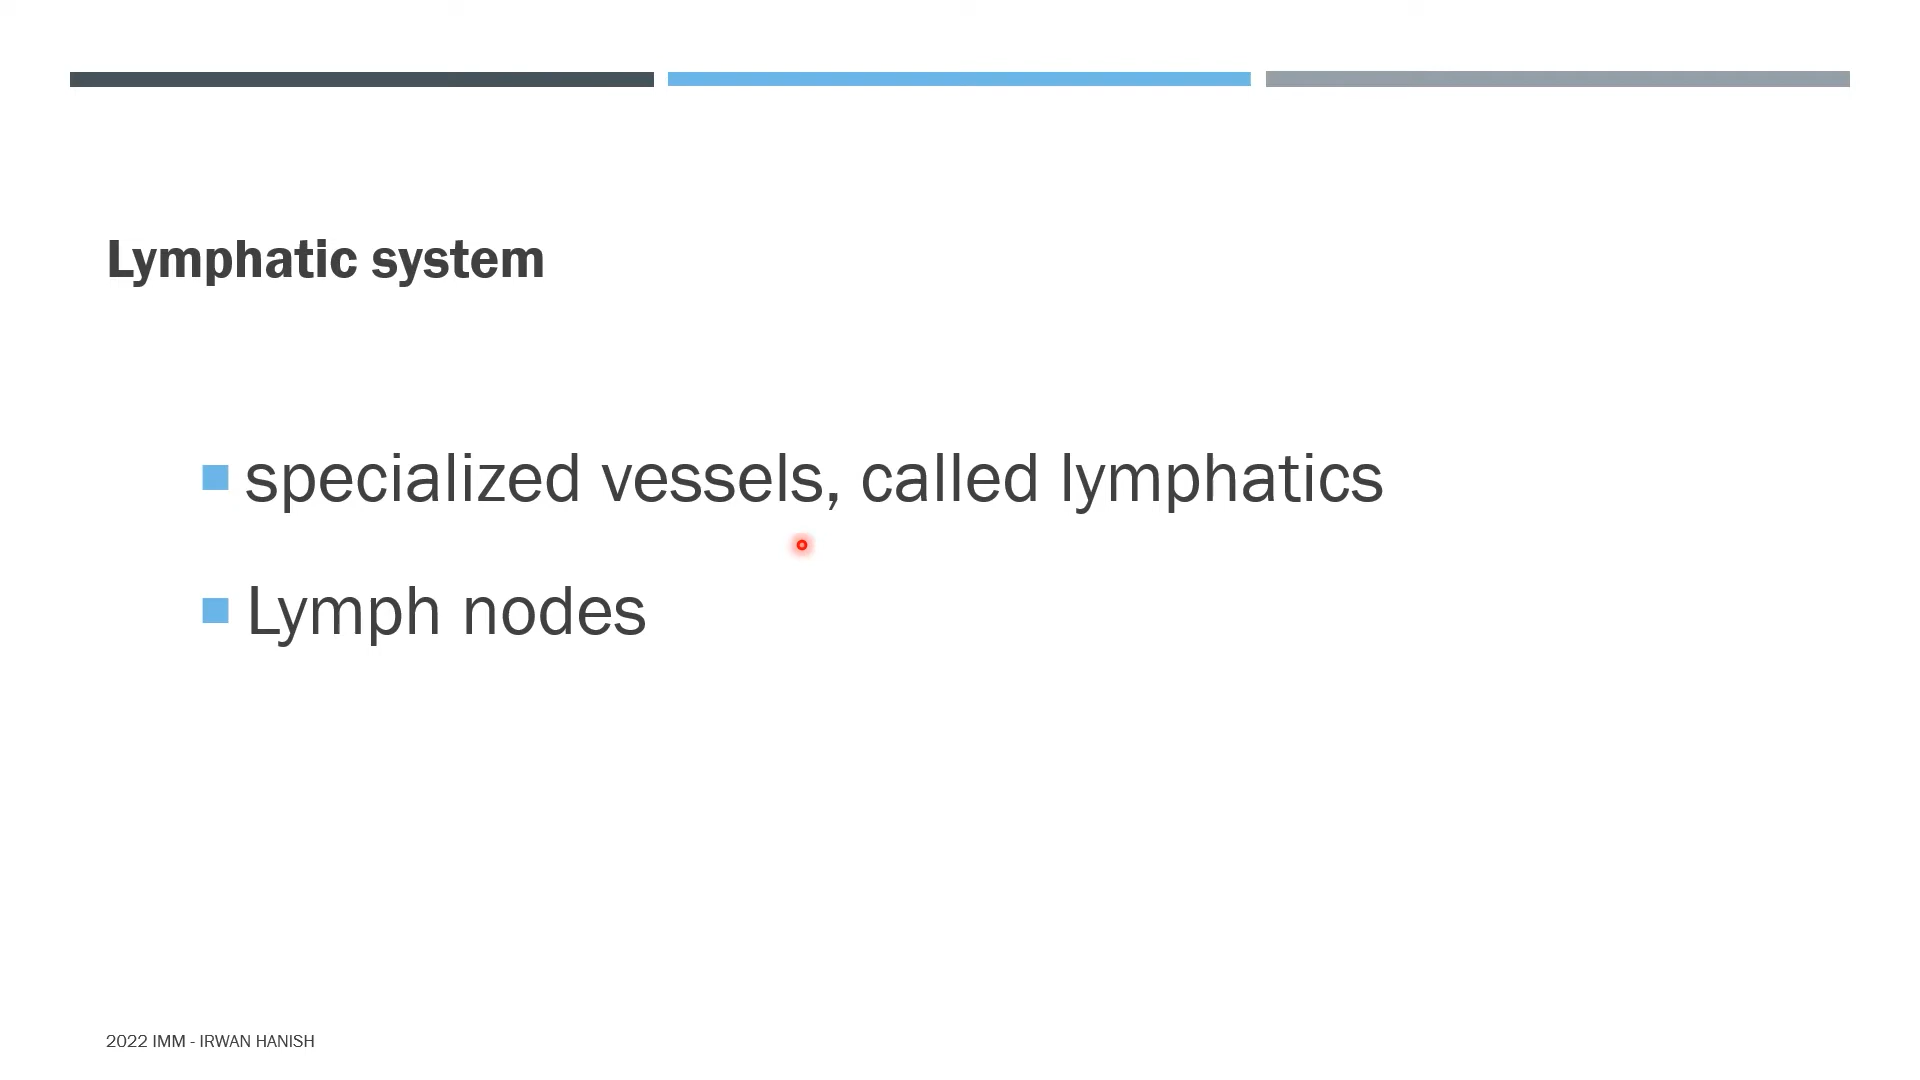 Lymphatic system
specialized vessels, called lymphatics
Lymph nodes
2022 IMM - IRWAN HANISH